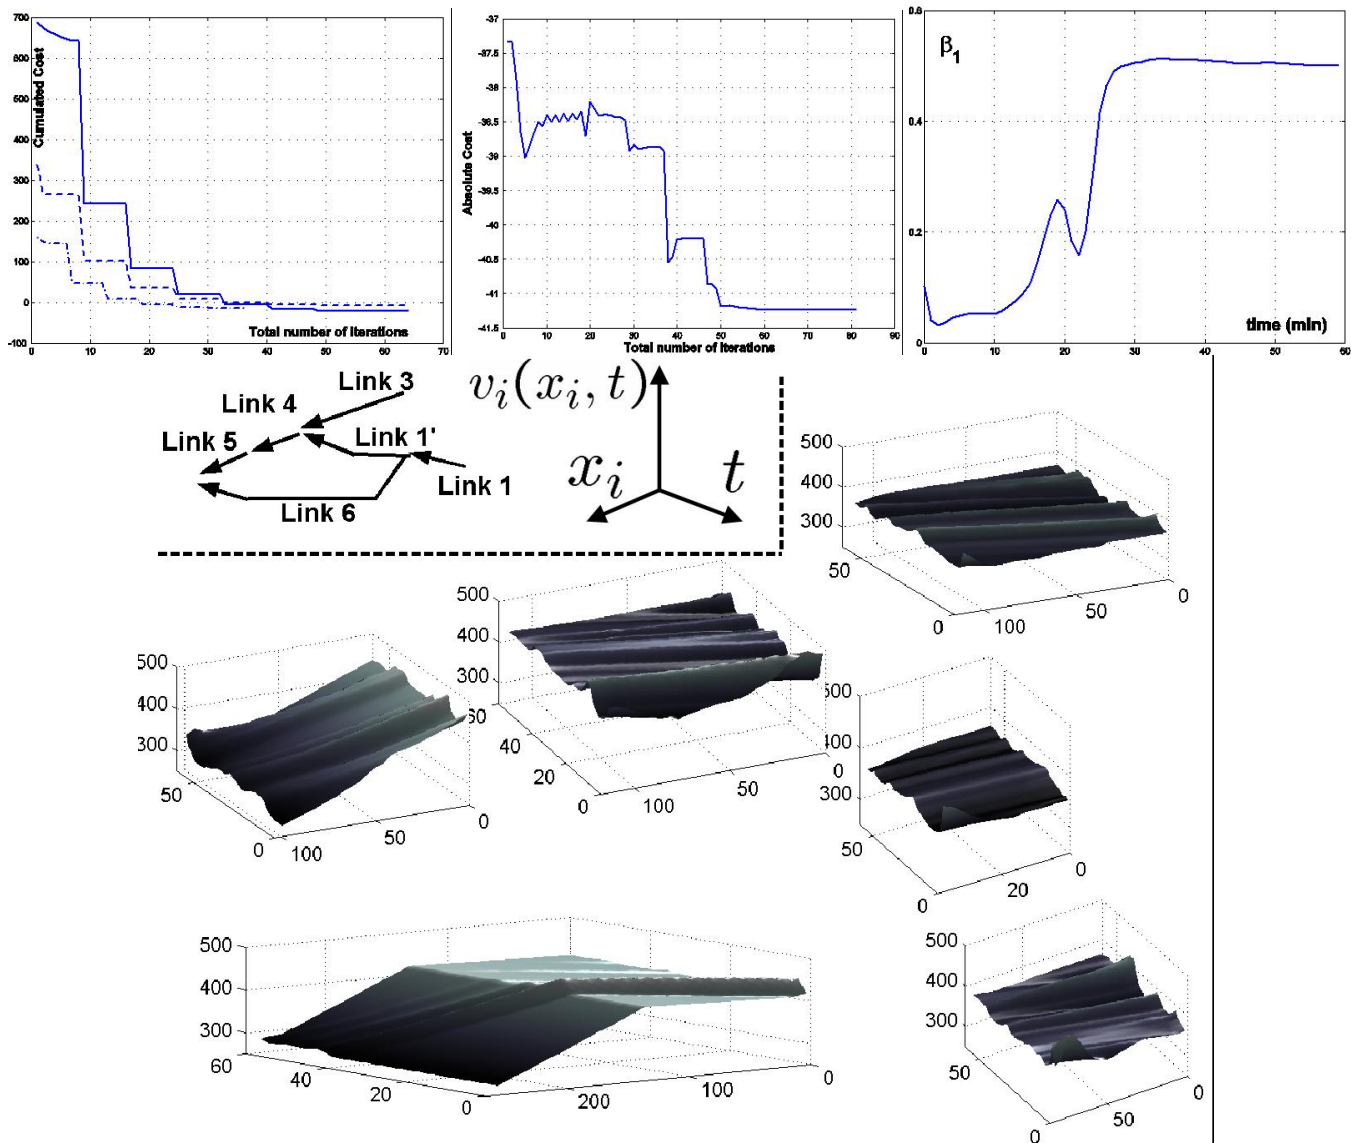 700
600
500
400
300
200
100
0
-100
Cumulated Cost
0 10 20 30 40 50 60 70
Total number of Iterations
-37
-37.5
-38
-36.5
-39
-39.5
-40
-40.5
-41
-41.5
Absolute Cost
0 10 20 30 40 50 60 70 80 90
Total number of Iterations
0.6
0.4
0.2
0
β1
0 10 20 30 40 50 60
time (min)
Link 3
Link 4
Link 5
Link 1'
Link 1
Link 6
vi(xi, t)
xi t
500
400
300
50
0 100 50 0
500
400
300
60
40
20
0 100 50 0
500
400
300
50
0 100 50 0
500
400
300
50
0 20 0
500
400
300
60
40
20
0 200 100 0
500
400
300
50
0 50 0